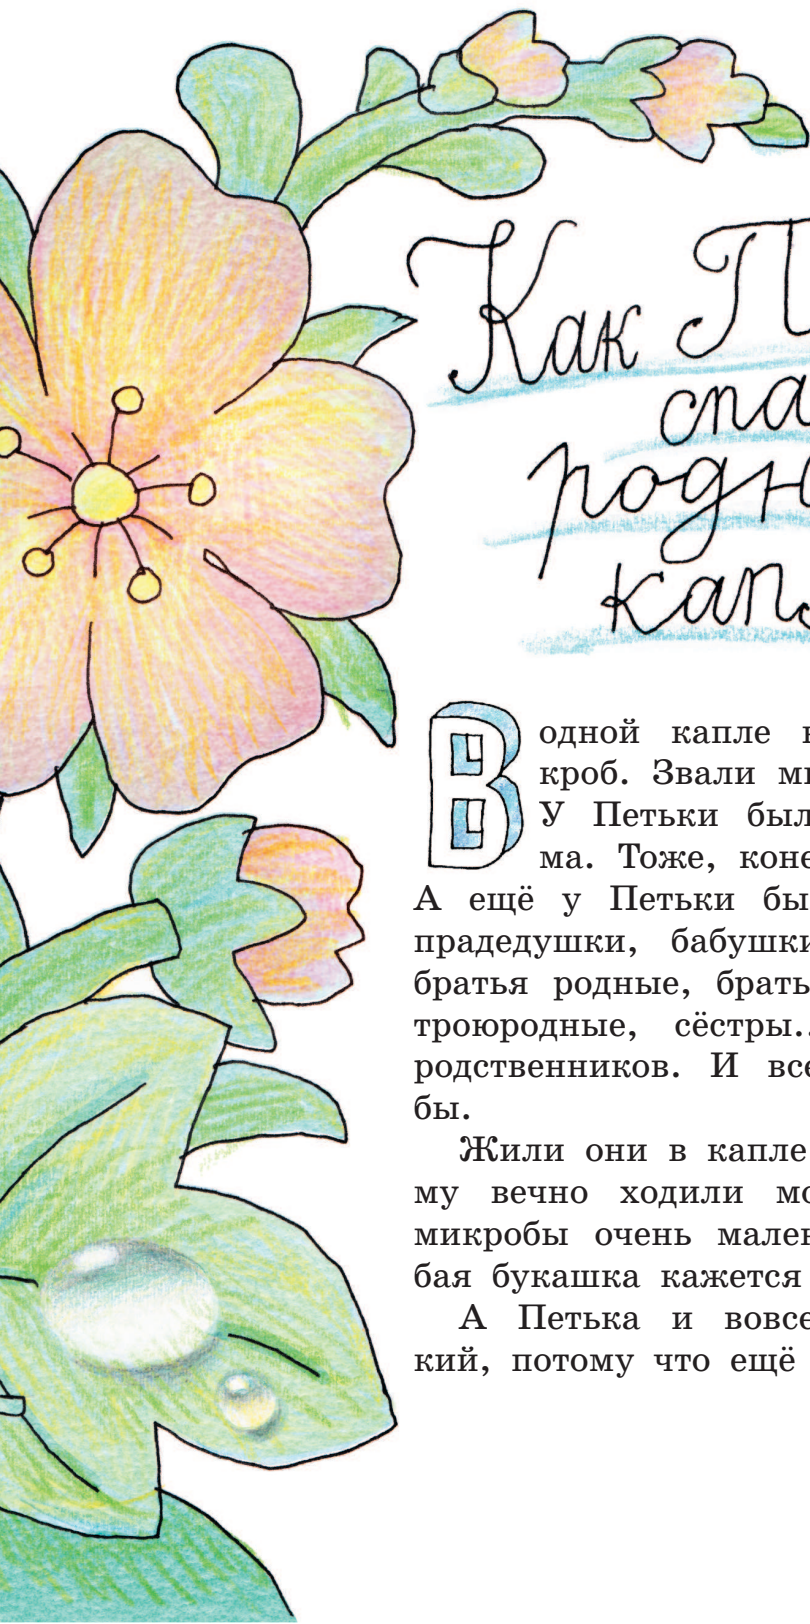 Как П
спа
родн
кап
В одной капле
кроб. Звали
У Петьки был
ма. Тоже, коне
А ещё у Петьки бы
прадедушки, бабушки
братья родные, брать
троюродные, сёстры..
родственников. И все
бы.
Жили они в капле
му вечно ходили мо
микробы очень мален
бая букашка кажется
А Петька и вовсе
кий, потому что ещё